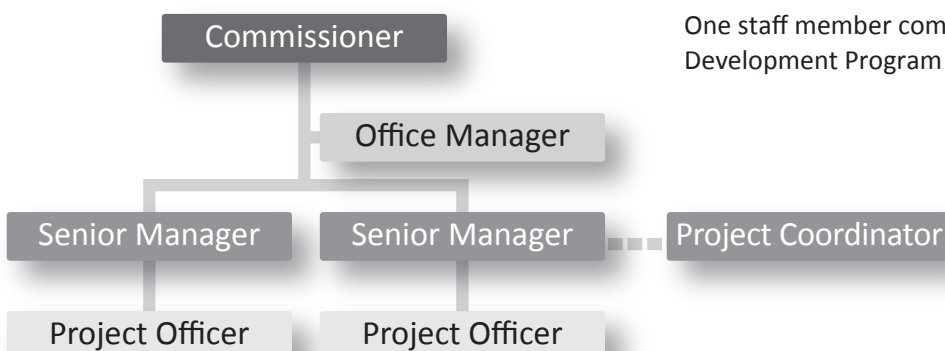 One staff member com
Development Program
Commissioner
Office Manager
Senior Manager Senior Manager Project Coordinator
Project Officer Project Officer